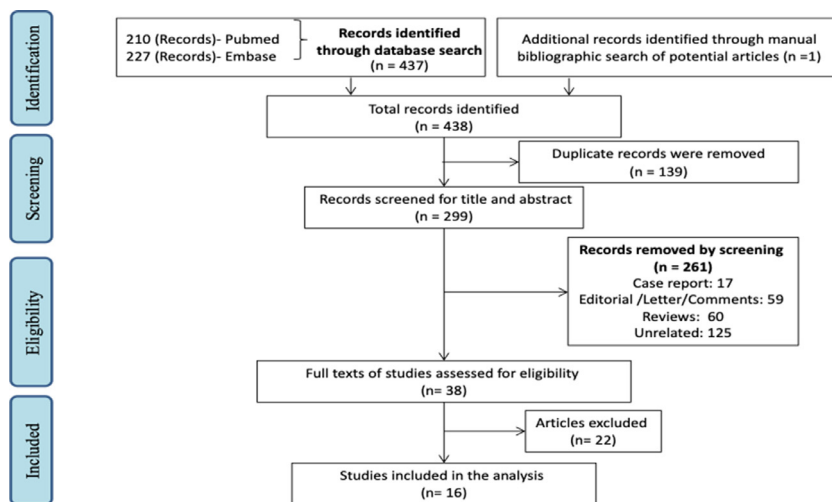 Identification
210 (Records)- Pubmed
227 (Records)- Embase
Records identified
through database search
(n = 437)
Additional records identified through manual
bibliographic search of potential articles (n =1)
Total records identified
(n = 438)
Screening
Duplicate records were removed
(n = 139)
Records screened for title and abstract
(n = 299)
Eligibility
Records removed by screening
(n = 261)
Case report: 17
Editorial /Letter/Comments: 59
Reviews: 60
Unrelated: 125
Full texts of studies assessed for eligibility
(n= 38)
Included
Articles excluded
(n= 22)
Studies included in the analysis
(n= 16)